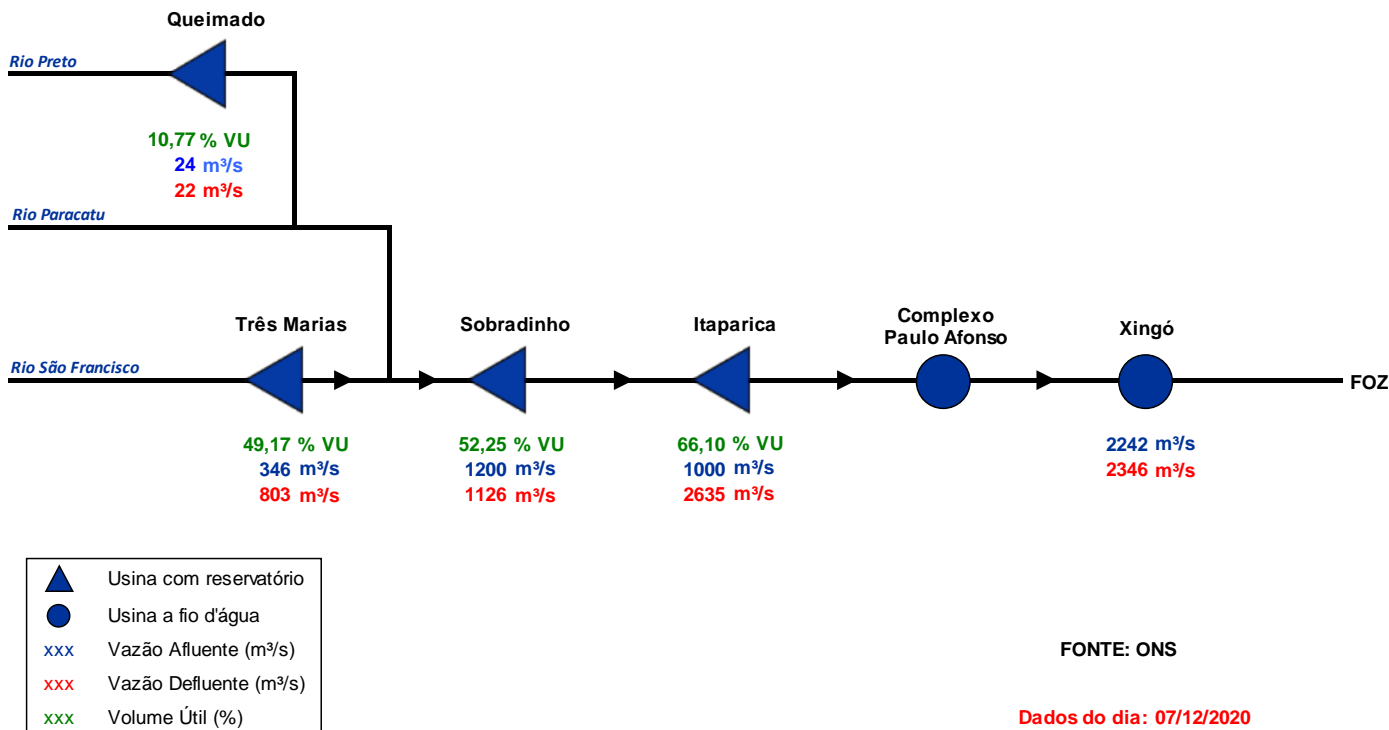 Queimado
Rio Preto
10,77 % VU
24 m³/s
22 m³/s
Rio Paracatu
Três Marias
Sobradinho
Itaparica
Complexo
Paulo Afonso
Xingó
Rio São Francisco
FOZ
49,17 % VU
346 m³/s
803 m³/s
52,25 % VU
1200 m³/s
1126 m³/s
66,10 % VU
1000 m³/s
2635 m³/s
2242 m³/s
2346 m³/s
Usina com reservatório
Usina a fio d'água
xxx Vazão Afluente (m³/s)
xxx Vazão Defluente (m³/s)
xxx Volume Útil (%)
FONTE: ONS
Dados do dia: 07/12/2020